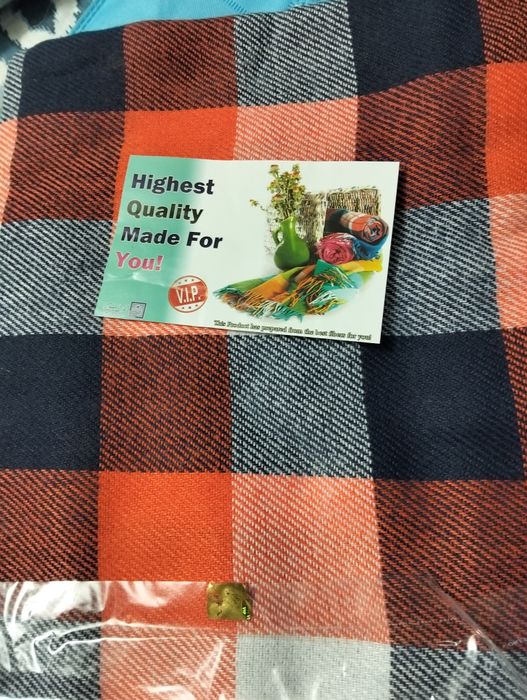 Highest
Quality
Made For
You!
V.I.P.
This Product has prepared from the best fibers for you!